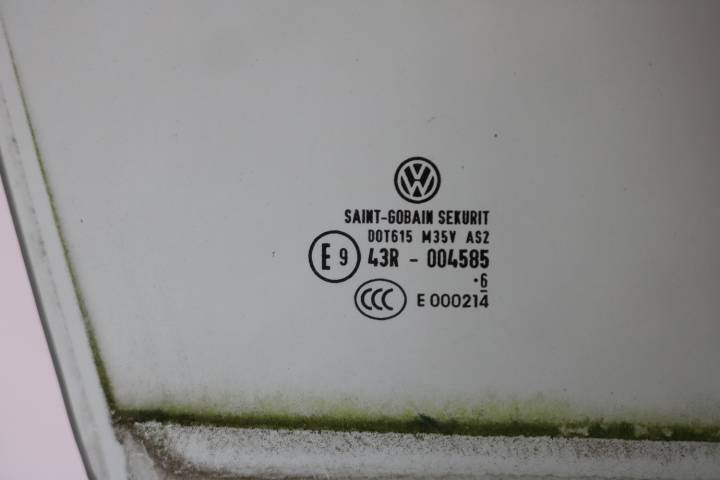 VW
SAINT-GOBAIN SEKURIT
DOT615 M35V AS2
E 9 43R - 004585
·6
CCC E 000214